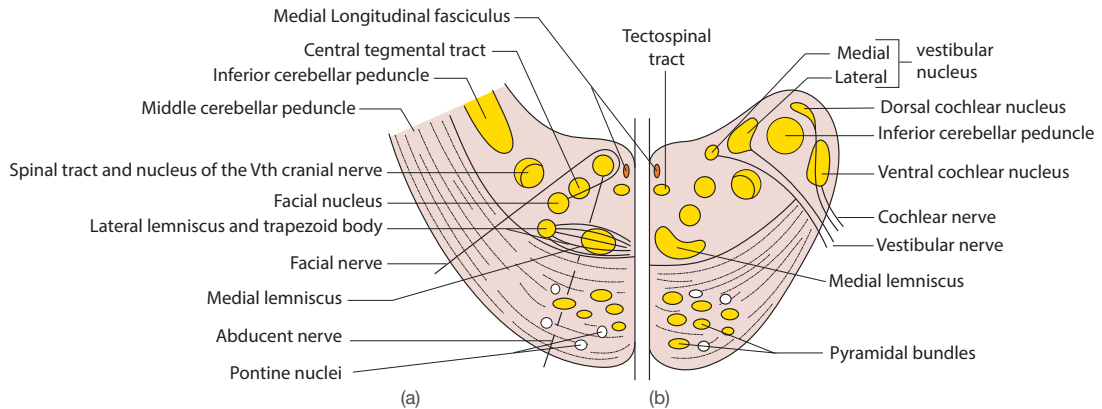 Medial Longitudinal fasciculus
Central tegmental tract
Inferior cerebellar peduncle
Middle cerebellar peduncle
Spinal tract and nucleus of the Vth cranial nerve
Facial nucleus
Lateral lemniscus and trapezoid body
Facial nerve
Medial lemniscus
Abducent nerve
Pontine nuclei
(a)
Tectospinal
tract
Medial
Lateral
vestibular
nucleus
Dorsal cochlear nucleus
Inferior cerebellar peduncle
Ventral cochlear nucleus
Cochlear nerve
Vestibular nerve
Medial lemniscus
Pyramidal bundles
(b)